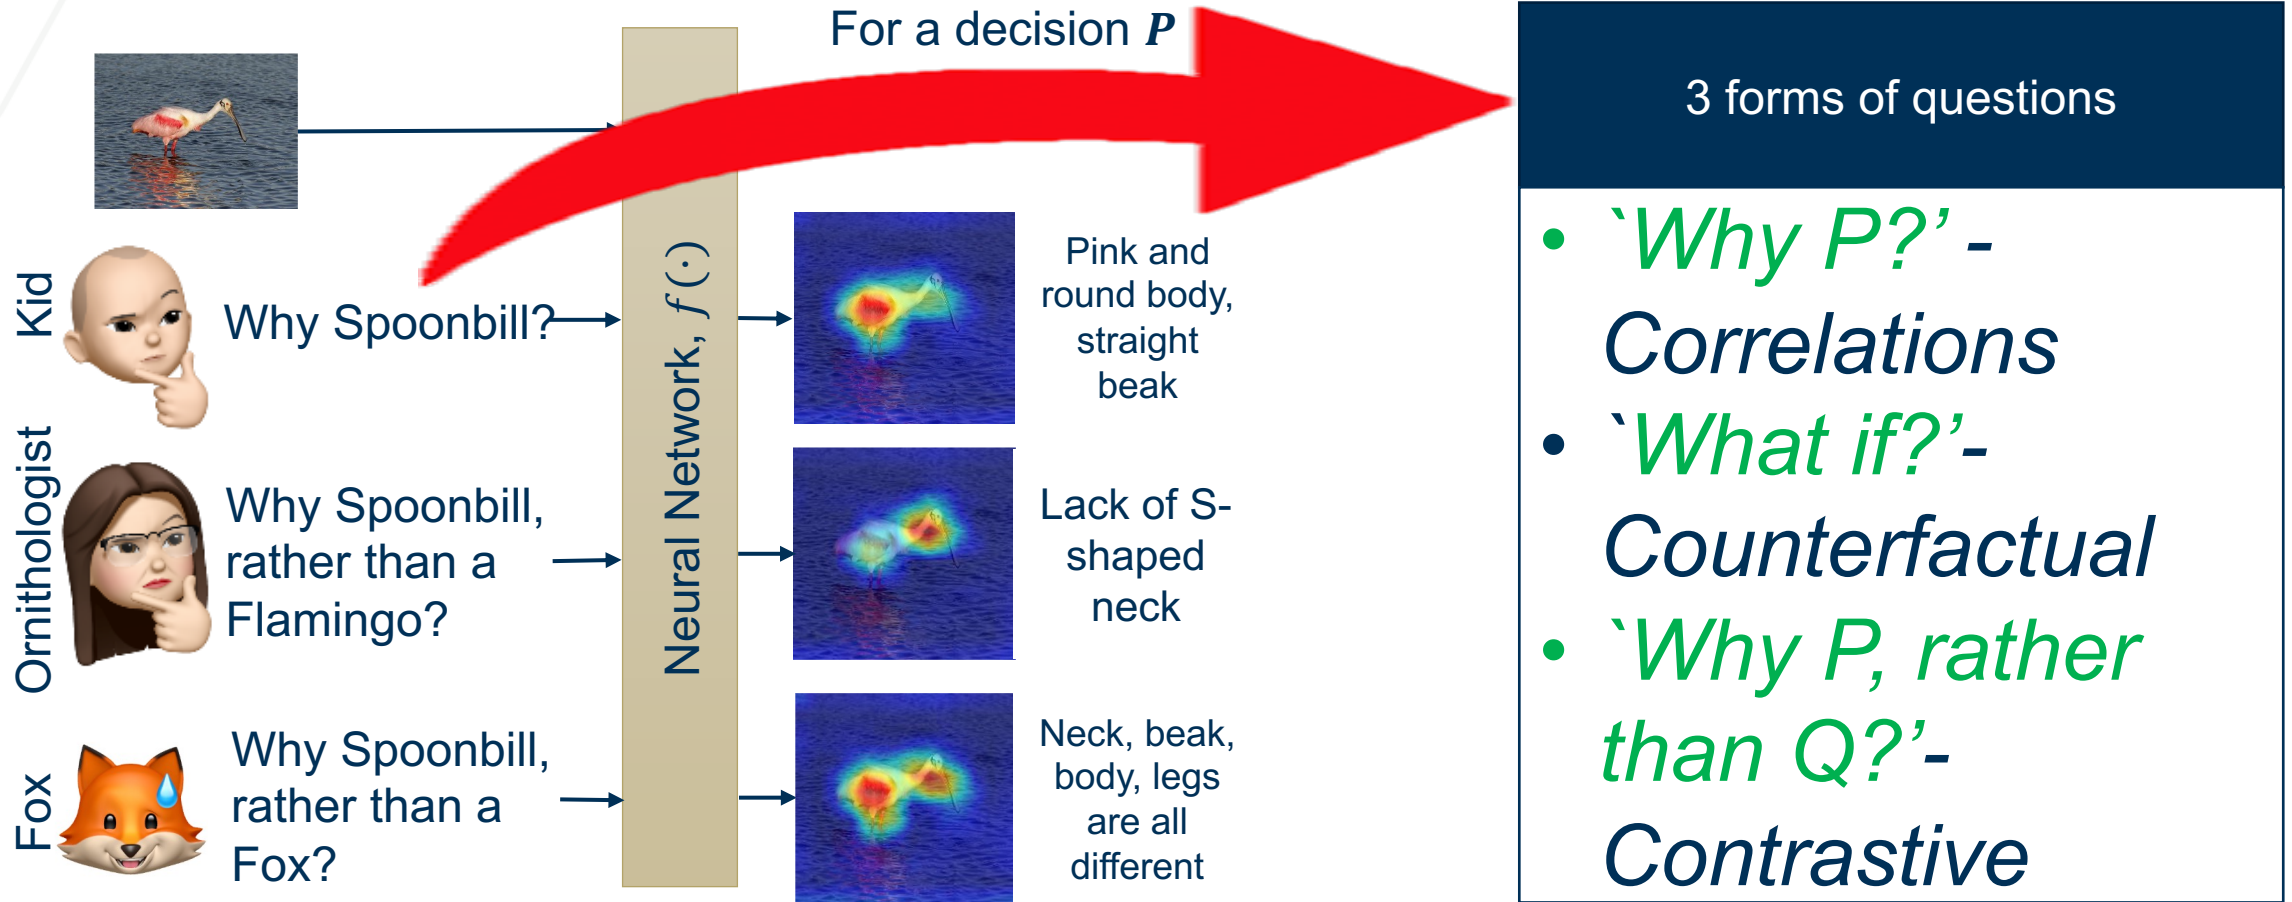 For a decision P
3 forms of questions
Kid
Why Spoonbill?
Neural Network, f(·)
Pink and
round body,
straight
beak
Ornithologist
Why Spoonbill,
rather than a
Flamingo?
Lack of S-
shaped
neck
Fox
Why Spoonbill,
rather than a
Fox?
Neck, beak,
body, legs
are all
different
• `Why P?’ -
Correlations
• `What if?’-
Counterfactual
• `Why P, rather
than Q?’-
Contrastive